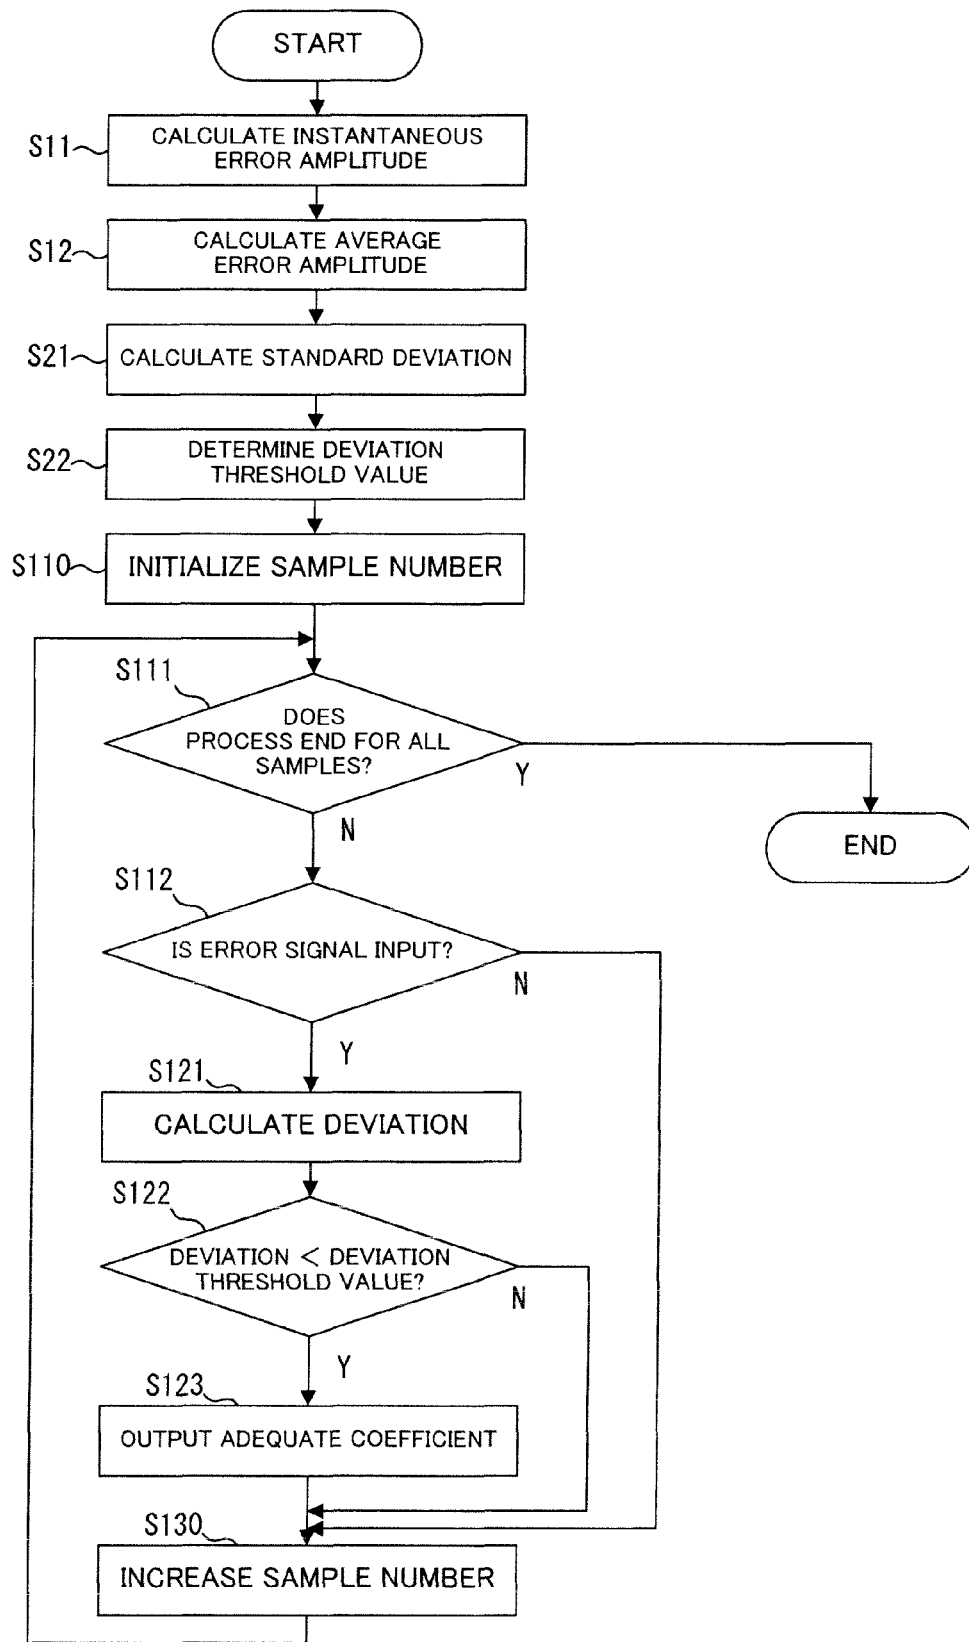 START
S11
CALCULATE INSTANTANEOUS
ERROR AMPLITUDE
S12
CALCULATE AVERAGE
ERROR AMPLITUDE
S21
CALCULATE STANDARD DEVIATION
S22
DETERMINE DEVIATION
THRESHOLD VALUE
S110
INITIALIZE SAMPLE NUMBER
S111
DOES
PROCESS END FOR ALL
SAMPLES?
Y
N
END
S112
IS ERROR SIGNAL INPUT?
N
Y
S121
CALCULATE DEVIATION
S122
DEVIATION < DEVIATION
THRESHOLD VALUE?
N
Y
S123
OUTPUT ADEQUATE COEFFICIENT
S130
INCREASE SAMPLE NUMBER